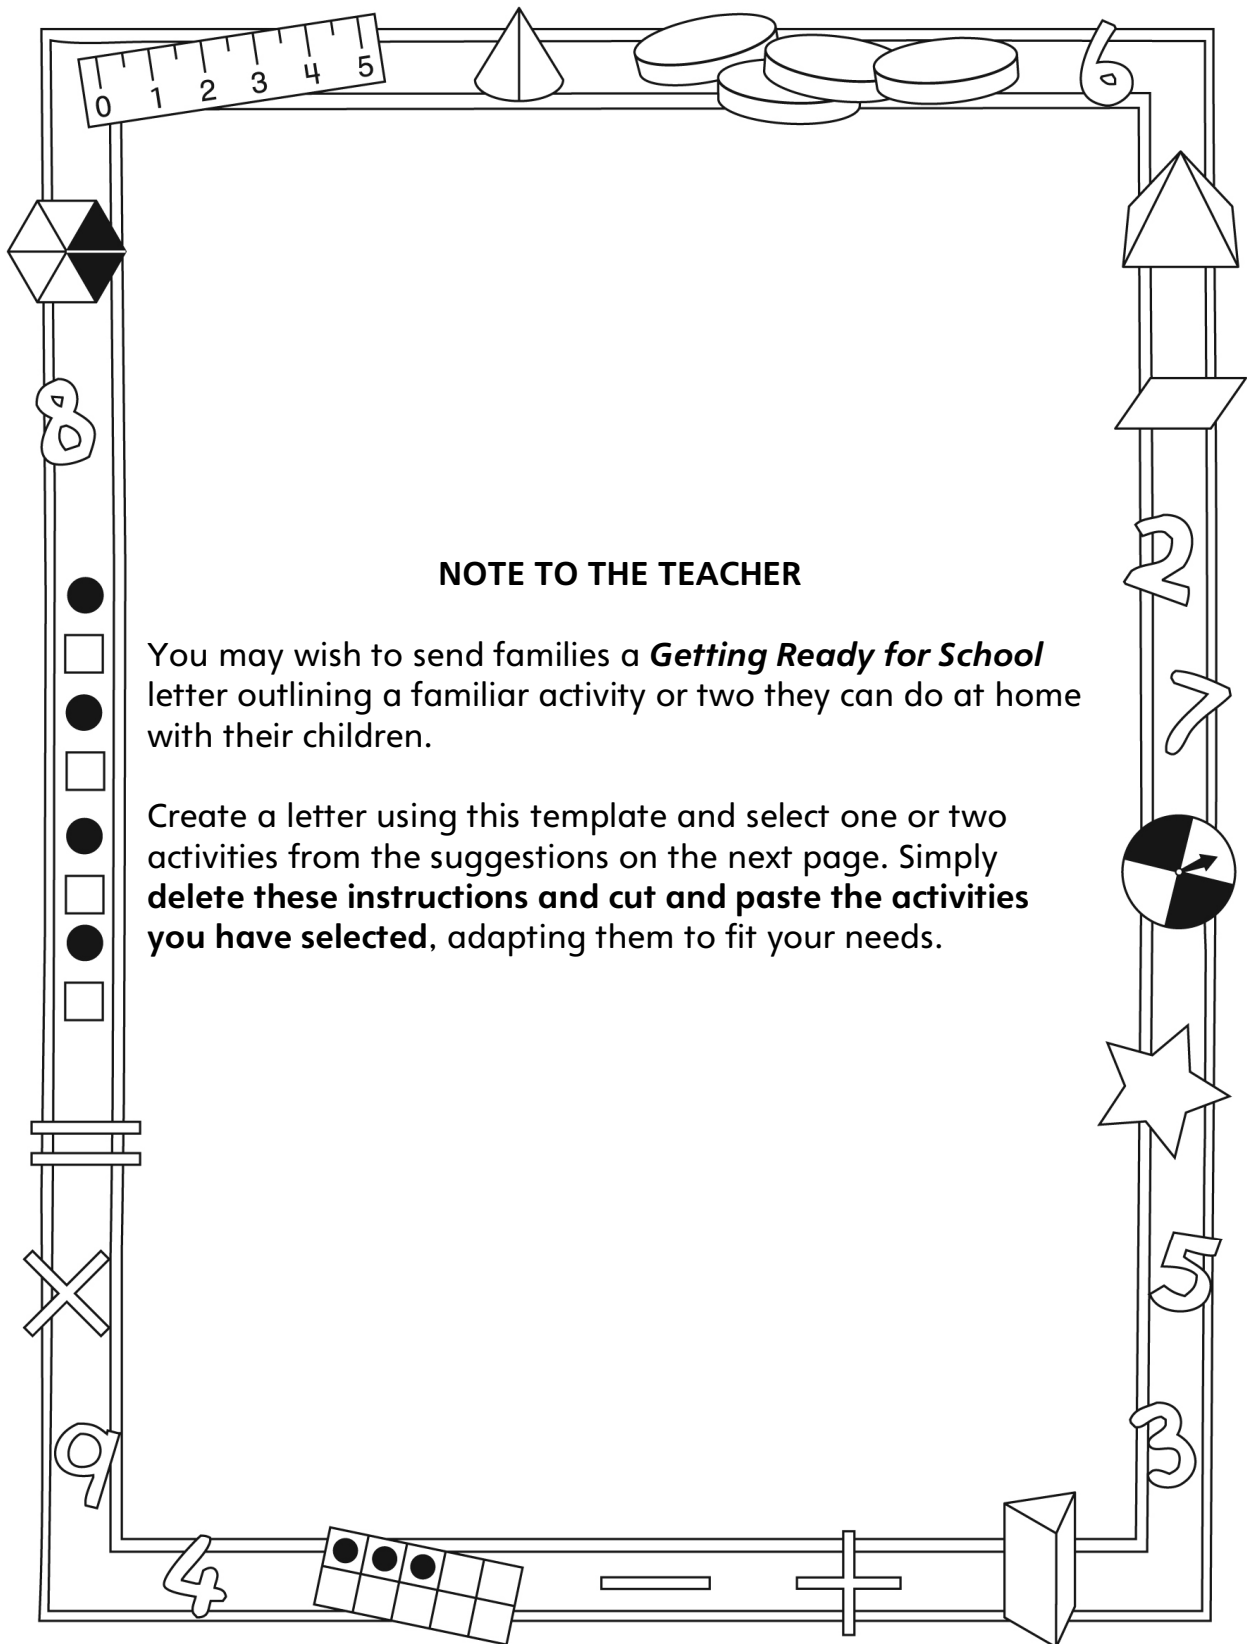 0 1 2 3 4 5
6
8
NOTE TO THE TEACHER
2
You may wish to send families a Getting Ready for School
letter outlining a familiar activity or two they can do at home
with their children.
7
Create a letter using this template and select one or two
activities from the suggestions on the next page. Simply
delete these instructions and cut and paste the activities
you have selected, adapting them to fit your needs.
=
5
×
3
9
4
− +